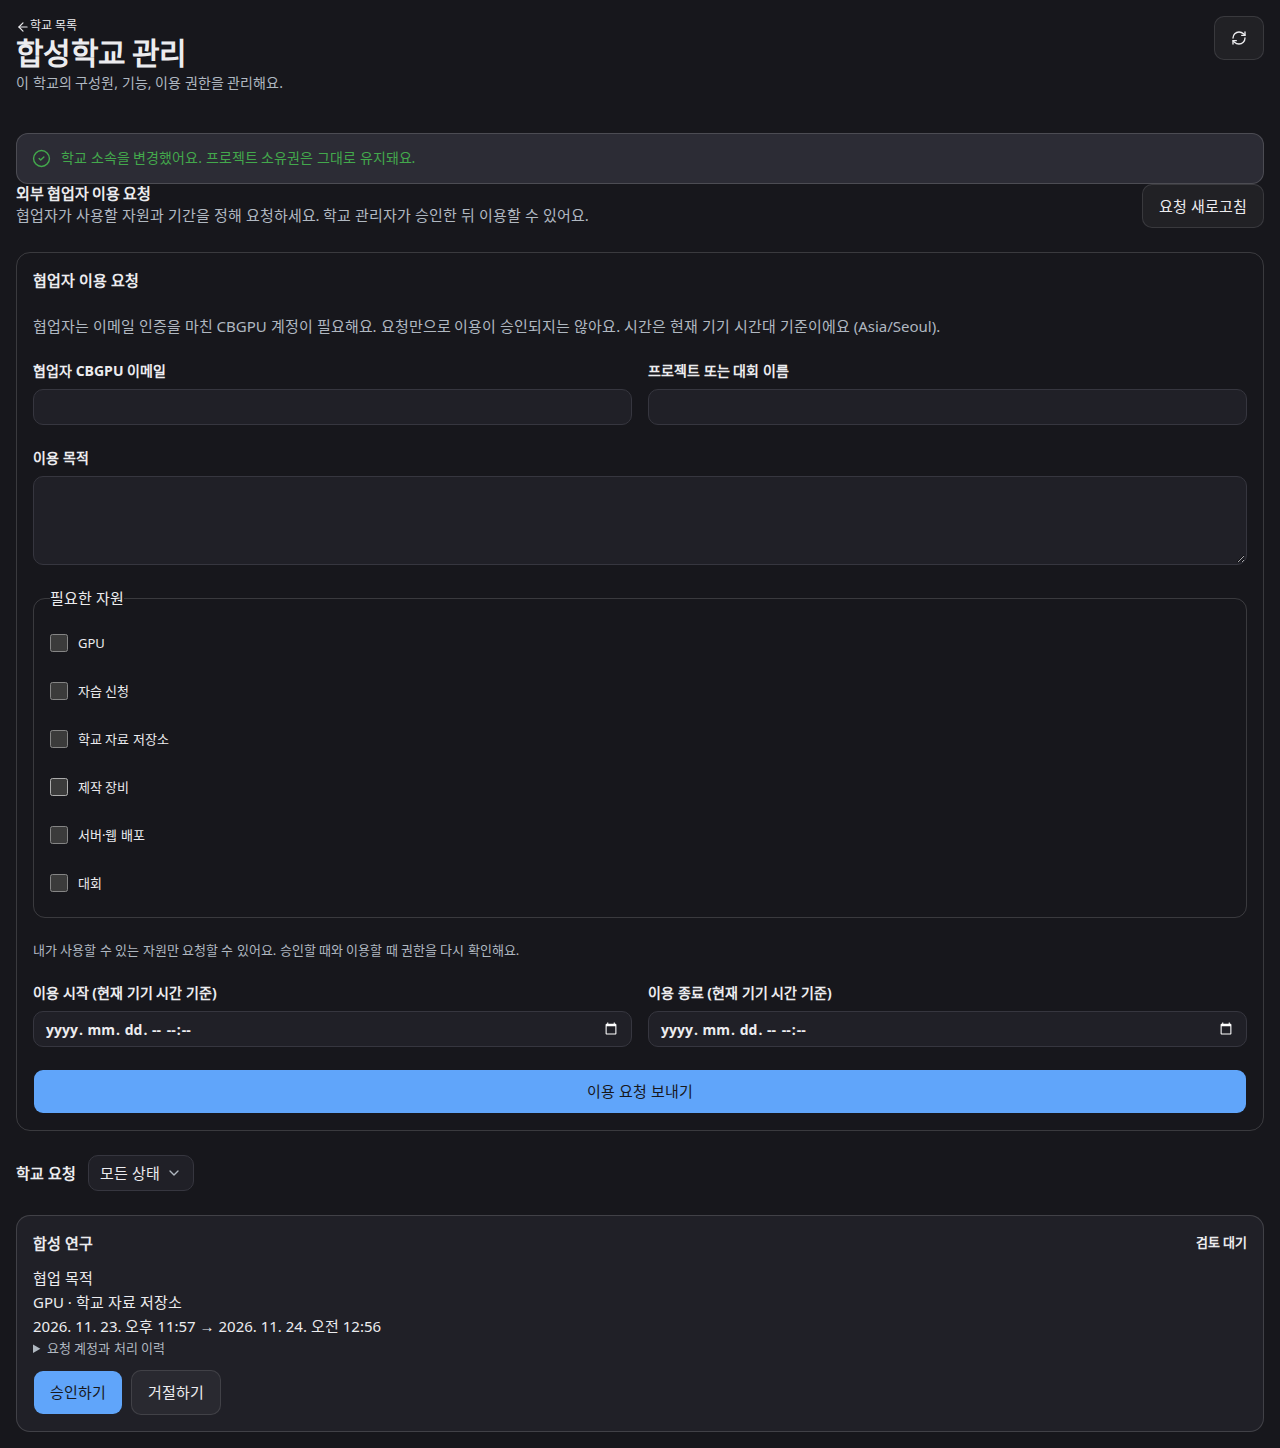 학교 목록
합성학교 관리
이 학교의 구성원, 기능, 이용 권한을 관리해요.
학교 소속을 변경했어요. 프로젝트 소유권은 그대로 유지돼요.
외부 협업자 이용 요청
협업자가 사용할 자원과 기간을 정해 요청하세요. 학교 관리자가 승인한 뒤 이용할 수 있어요.
요청 새로고침
협업자 이용 요청
협업자는 이메일 인증을 마친 CBGPU 계정이 필요해요. 요청만으로 이용이 승인되지는 않아요. 시간은 현재 기기 시간대 기준이에요 (Asia/Seoul).
협업자 CBGPU 이메일
프로젝트 또는 대회 이름
이용 목적
필요한 자원
GPU
자습 신청
학교 자료 저장소
제작 장비
서버·웹 배포
대회
내가 사용할 수 있는 자원만 요청할 수 있어요. 승인할 때와 이용할 때 권한을 다시 확인해요.
이용 시작 (현재 기기 시간 기준)
이용 종료 (현재 기기 시간 기준)
yyyy. mm. dd. -- --:--
yyyy. mm. dd. -- --:--
이용 요청 보내기
학교 요청
모든 상태
합성 연구
검토 대기
협업 목적
GPU · 학교 자료 저장소
2026. 11. 23. 오후 11:57 → 2026. 11. 24. 오전 12:56
요청 계정과 처리 이력
승인하기
거절하기